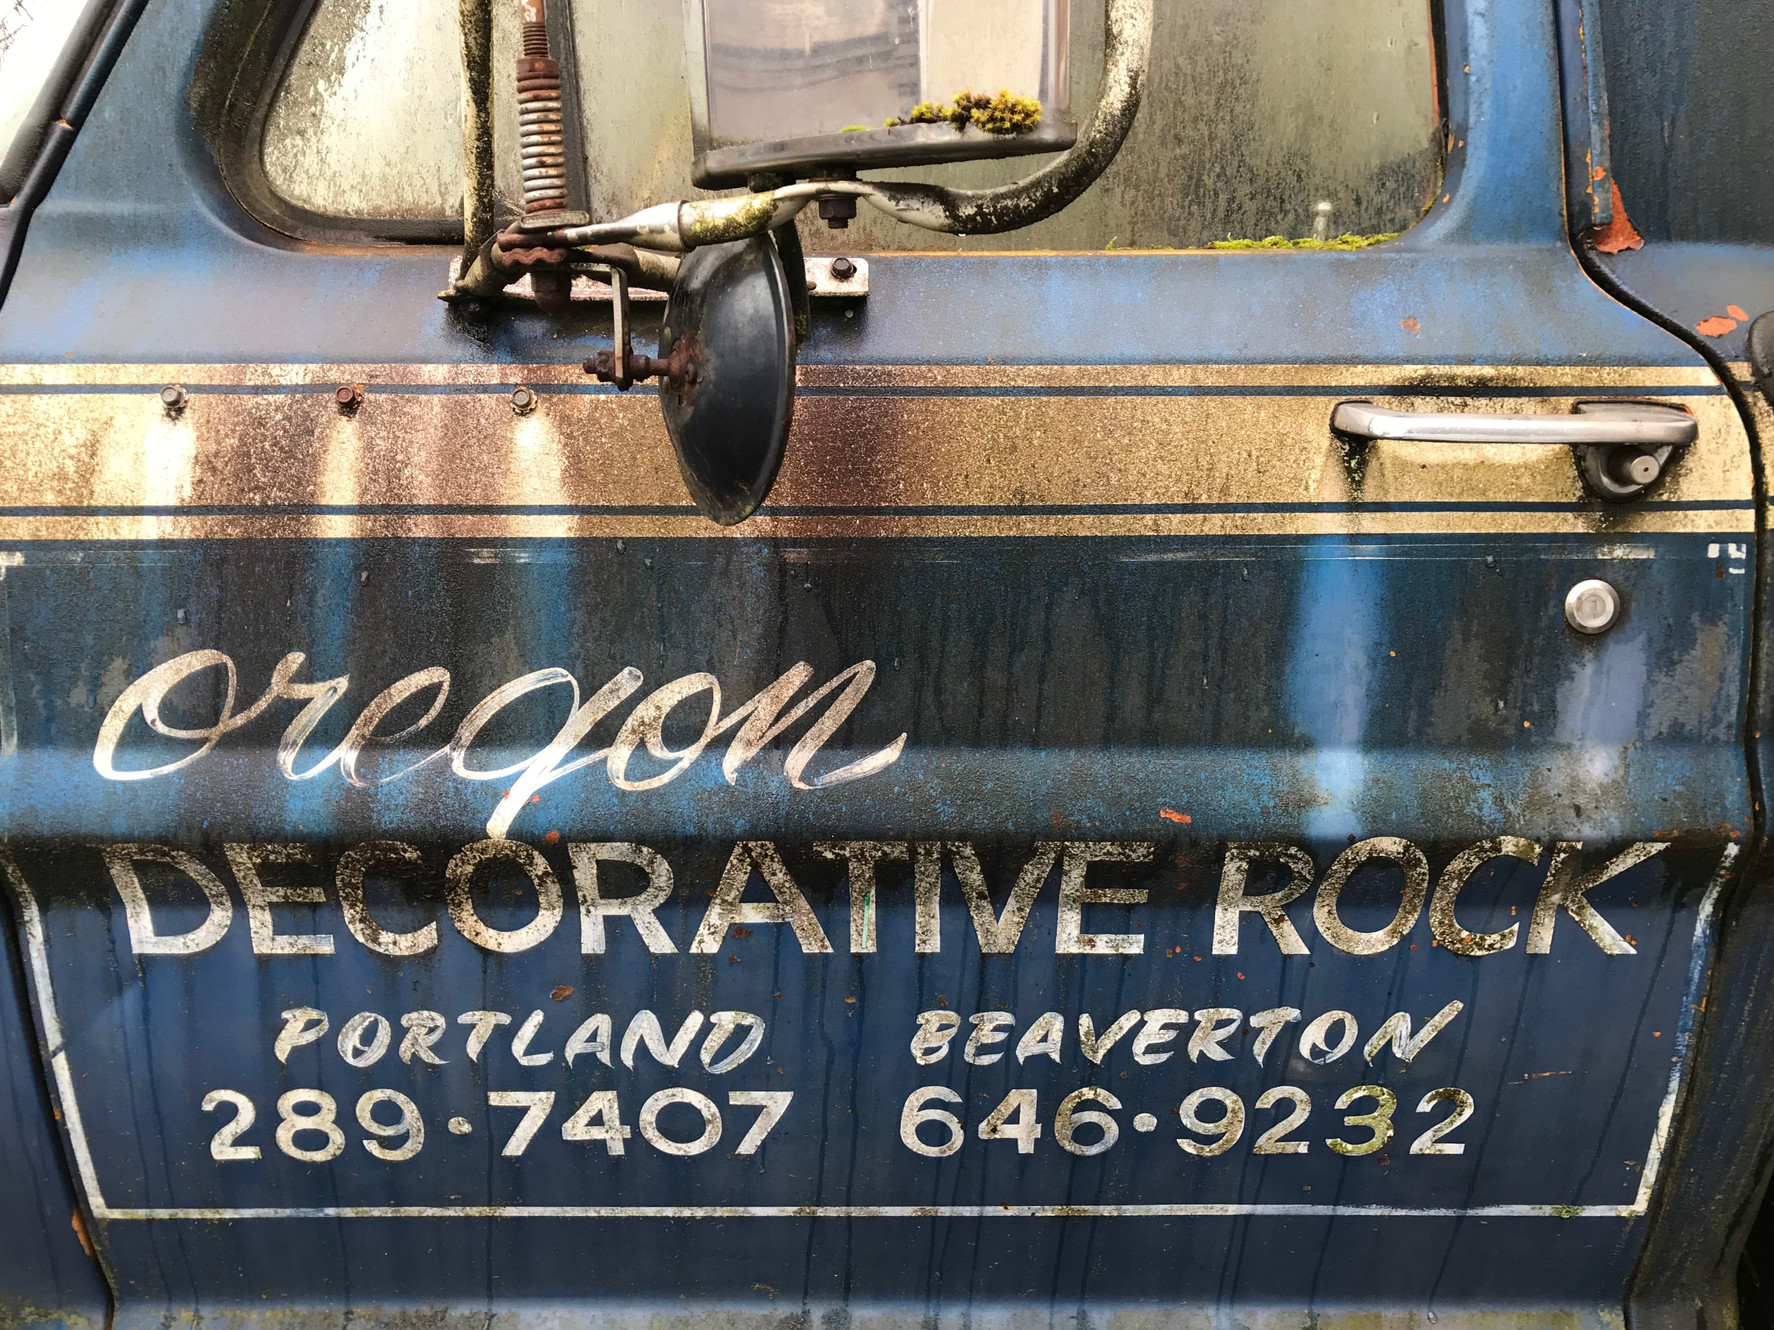 oregon
DECORATIVE ROCK
PORTLAND BEAVERTON
289·7407 646·9232